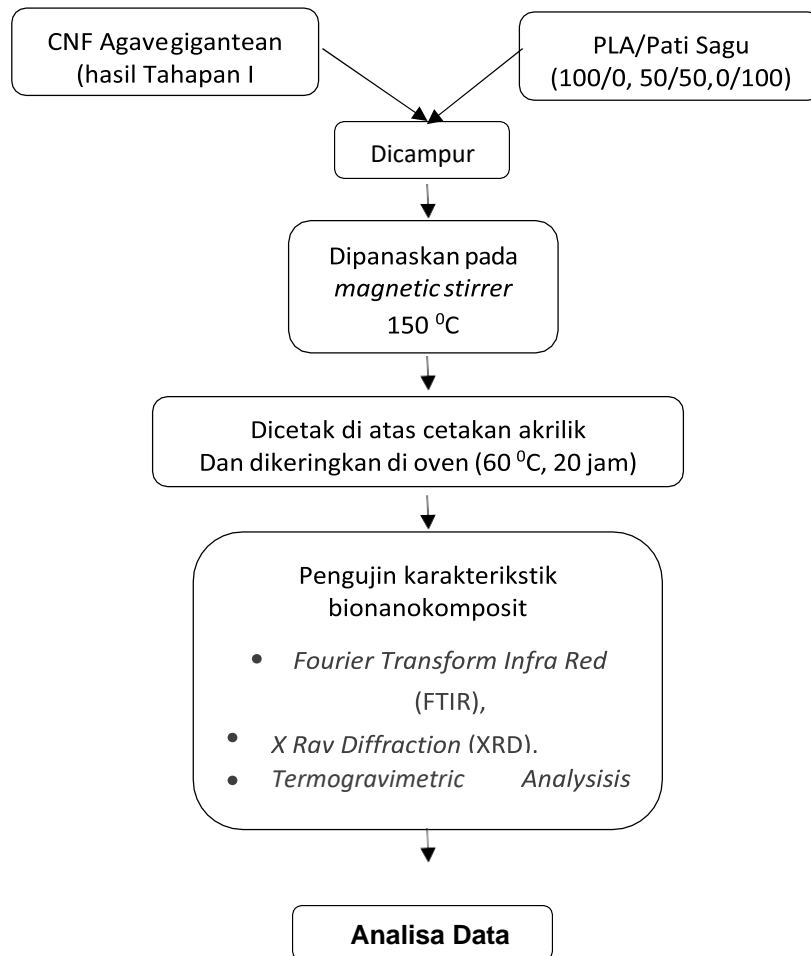 CNF Agavegigantean
(hasil Tahapan I
PLA/Pati Sagu
(100/0, 50/50,0/100)
Dicampur
Dipanaskan pada
magnetic stirrer
150 ⁰C
Dicetak di atas cetakan akrilik
Dan dikeringkan di oven (60 ⁰C, 20 jam)
Pengujin karakterikstik
bionanokomposit
• Fourier Transform Infra Red
(FTIR),
• X Ray Diffraction (XRD).
• Termogravimetric Analysisis
Analisa Data